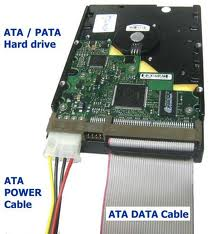 ATA / PATA
Hard drive
ATA
POWER
Cable
ATA DATA Cable